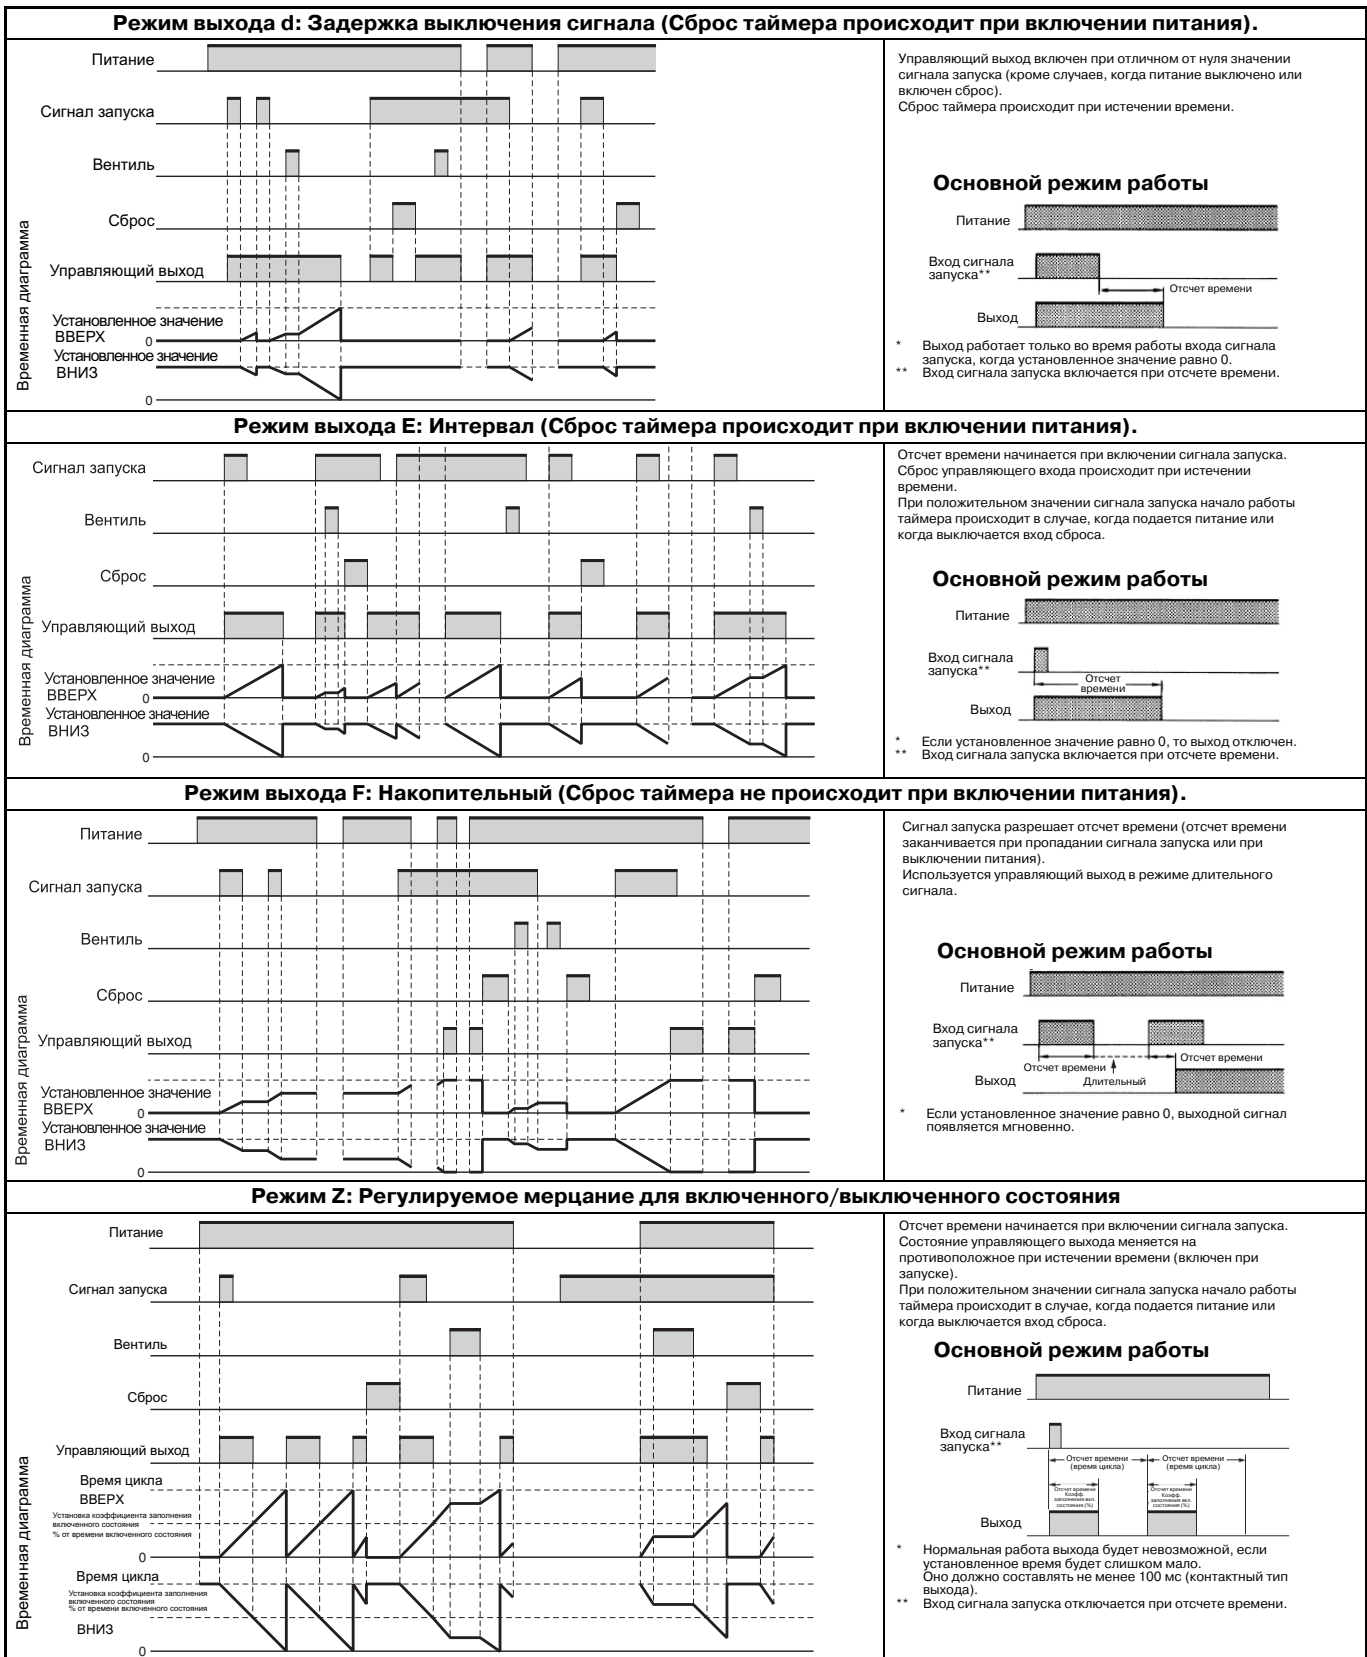 Режим выхода d: Задержка выключения сигнала (Сброс таймера происходит при включении питания).
Временная диаграмма
Питание
Сигнал запуска
Вентиль
Сброс
Управляющий выход
Установленное значение
ВВЕРХ
0
Установленное значение
ВНИЗ
0
Управляющий выход включен при отличном от нуля значении
сигнала запуска (кроме случаев, когда питание выключено или
включен сброс).
Сброс таймера происходит при истечении времени.
Основной режим работы
Питание
Вход сигнала
запуска**
Отсчет времени
Выход
* Выход работает только во время работы входа сигнала
запуска, когда установленное значение равно 0.
** Вход сигнала запуска включается при отсчете времени.
Режим выхода E: Интервал (Сброс таймера происходит при включении питания).
Временная диаграмма
Сигнал запуска
Вентиль
Сброс
Управляющий выход
Установленное значение
ВВЕРХ
0
Установленное значение
ВНИЗ
0
Отсчет времени начинается при включении сигнала запуска.
Сброс управляющего входа происходит при истечении
времени.
При положительном значении сигнала запуска начало работы
таймера происходит в случае, когда подается питание или
когда выключается вход сброса.
Основной режим работы
Питание
Вход сигнала
запуска**
Отсчет
времени
Выход
* Если установленное значение равно 0, то выход отключен.
** Вход сигнала запуска включается при отсчете времени.
Режим выхода F: Накопительный (Сброс таймера не происходит при включении питания).
Временная диаграмма
Питание
Сигнал запуска
Вентиль
Сброс
Управляющий выход
Установленное значение
ВВЕРХ
0
Установленное значение
ВНИЗ
0
Сигнал запуска разрешает отсчет времени (отсчет времени
заканчивается при пропадании сигнала запуска или при
выключении питания).
Используется управляющий выход в режиме длительного
сигнала.
Основной режим работы
Питание
Вход сигнала
запуска**
Отсчет времени
Отсчет времени
Длительный
Выход
* Если установленное значение равно 0, выходной сигнал
появляется мгновенно.
Режим Z: Регулируемое мерцание для включенного/выключенного состояния
Временная диаграмма
Питание
Сигнал запуска
Вентиль
Сброс
Управляющий выход
Время цикла
ВВЕРХ
Установка коэффициента заполнения
включенного состояния
% от времени включенного состояния
0
Время цикла
Установка коэффициента заполнения
включенного состояния
% от времени включенного состояния
ВНИЗ
0
Отсчет времени начинается при включении сигнала запуска.
Состояние управляющего выхода меняется на
противоположное при истечении времени (включен при
запуске).
При положительном значении сигнала запуска начало работы
таймера происходит в случае, когда подается питание или
когда выключается вход сброса.
Основной режим работы
Питание
Вход сигнала
запуска**
Отсчет времени
(время цикла)
Отсчет времени
(время цикла)
Отсчет времени
Коэфф.
заполнения вкл.
состояния (%)
Отсчет времени
Коэфф.
заполнения вкл.
состояния (%)
Выход
* Нормальная работа выхода будет невозможной, если
установленное время будет слишком мало.
Оно должно составлять не менее 100 мс (контактный тип
выхода).
** Вход сигнала запуска отключается при отсчете времени.